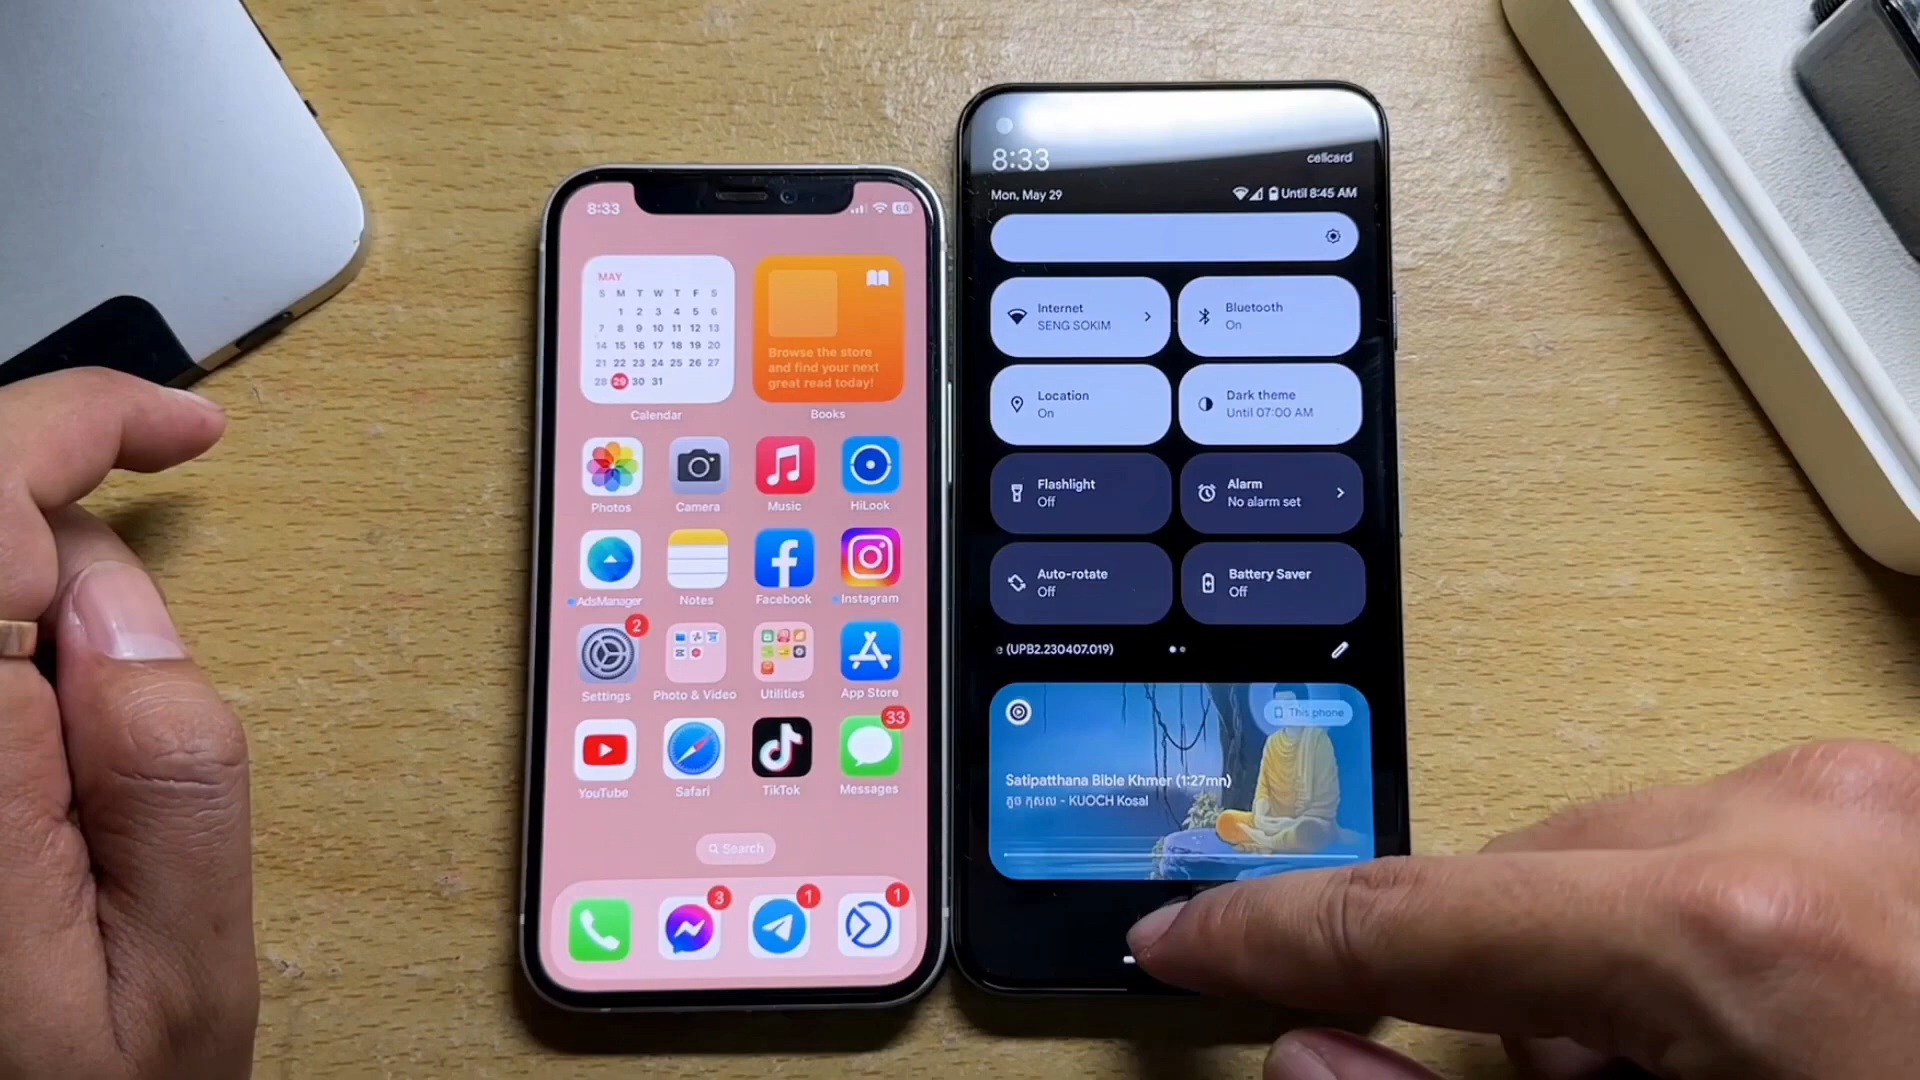 8:33
60
MAY
S M T W T F S
1 2 3 4 5 6
7 8 9 10 11 12 13
14 15 16 17 18 19 20
21 22 23 24 25 26 27
28 29 30 31
Calendar
Browse the store
and find your next
great read today!
Books
Photos
Camera
Music
HiLook
AdsManager
Notes
Facebook
Instagram
2
Settings
Photo & Video
Utilities
App Store
33
YouTube
Safari
TikTok
Messages
Search
3
1
1
8:33
cellcard
Mon, May 29
Until 8:45 AM
Internet
SENG SOKIM
Bluetooth
On
Location
On
Dark theme
Until 07:00 AM
Flashlight
Off
Alarm
No alarm set
Auto-rotate
Off
Battery Saver
Off
(UPB2.230407.019)
This phone
Satipatthana Bible Khmer (1:27mn)
គួច កុសល - KUOCH Kosal